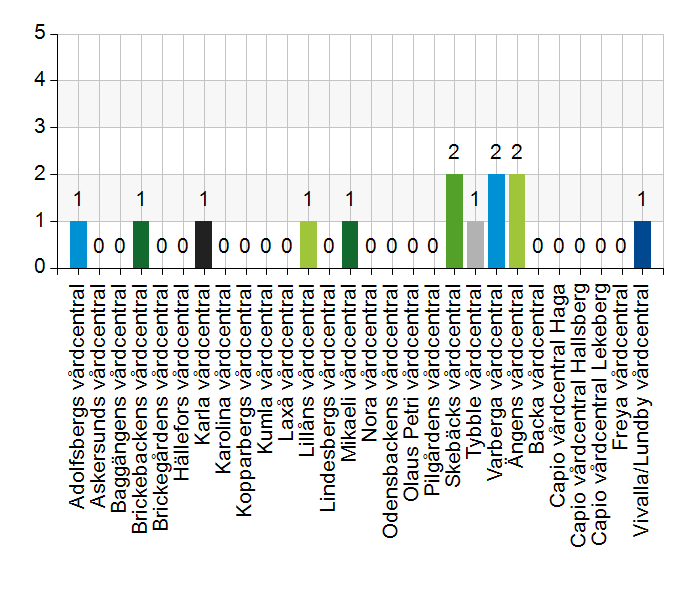 5
4
3
2
1
0
1
0
0
1
0
0
1
0
0
0
0
1
0
1
0
0
0
0
2
1
2
2
0
0
0
0
0
1
Adolfsbergs vårdcentral
Askersunds vårdcentral
Baggängens vårdcentral
Brickebackens vårdcentral
Brickegårdens vårdcentral
Hällefors vårdcentral
Karla vårdcentral
Karolina vårdcentral
Kopparbergs vårdcentral
Kumla vårdcentral
Laxå vårdcentral
Lillåns vårdcentral
Lindesbergs vårdcentral
Mikaeli vårdcentral
Nora vårdcentral
Odensbackens vårdcentral
Olaus Petri vårdcentral
Pilgårdens vårdcentral
Skebäcks vårdcentral
Tybble vårdcentral
Varberga vårdcentral
Ängens vårdcentral
Backa vårdcentral
Capio vårdcentral Haga
Capio vårdcentral Hallsberg
Capio vårdcentral Lekeberg
Freya vårdcentral
Vivalla/Lundby vårdcentral